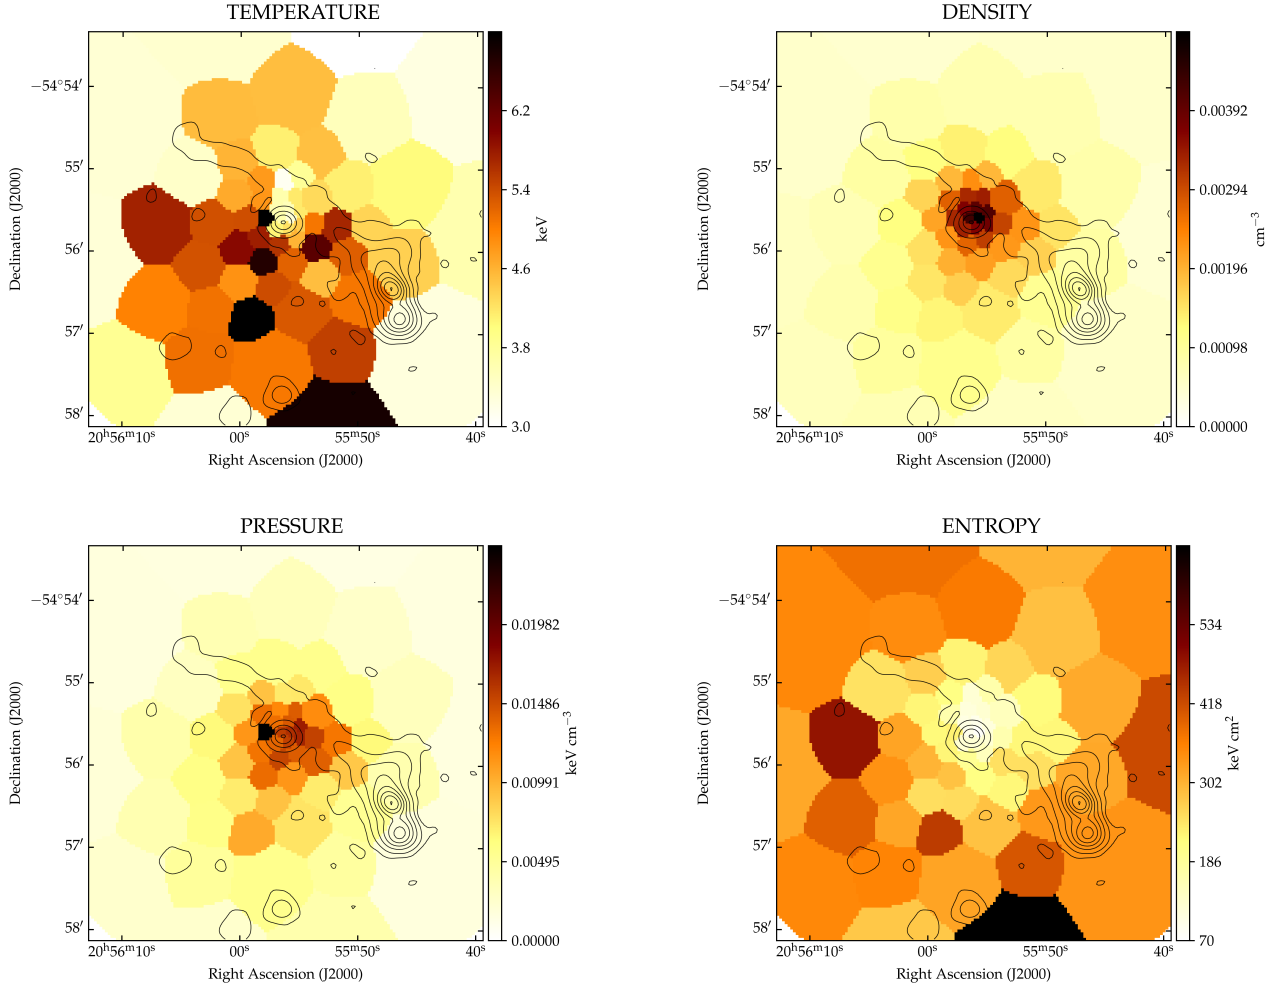 TEMPERATURE
−54°54′
55′
56′
57′
58′
Declination (J2000)
20ʰ56ᵐ10ˢ
00ˢ
55ᵐ50ˢ
40ˢ
Right Ascension (J2000)
6.2
5.4
4.6
3.8
3.0
keV
DENSITY
−54°54′
55′
56′
57′
58′
Declination (J2000)
20ʰ56ᵐ10ˢ
00ˢ
55ᵐ50ˢ
40ˢ
Right Ascension (J2000)
0.00392
0.00294
0.00196
0.00098
0.00000
cm⁻³
PRESSURE
−54°54′
55′
56′
57′
58′
Declination (J2000)
20ʰ56ᵐ10ˢ
00ˢ
55ᵐ50ˢ
40ˢ
Right Ascension (J2000)
0.01982
0.01486
0.00991
0.00495
0.00000
keV cm⁻³
ENTROPY
−54°54′
55′
56′
57′
58′
Declination (J2000)
20ʰ56ᵐ10ˢ
00ˢ
55ᵐ50ˢ
40ˢ
Right Ascension (J2000)
534
418
302
186
70
keV cm²